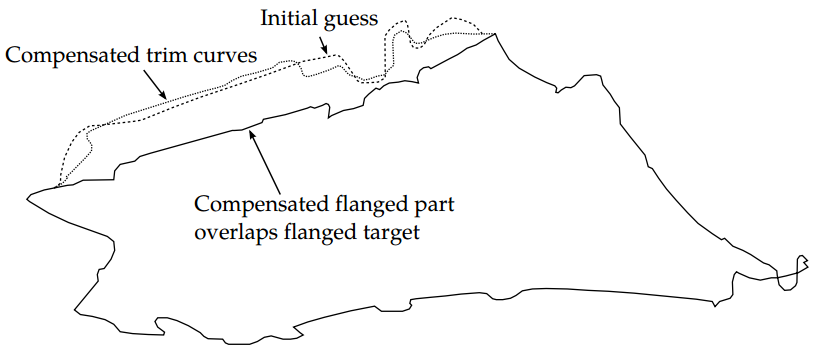 Initial guess
Compensated trim curves
Compensated flanged part
overlaps flanged target